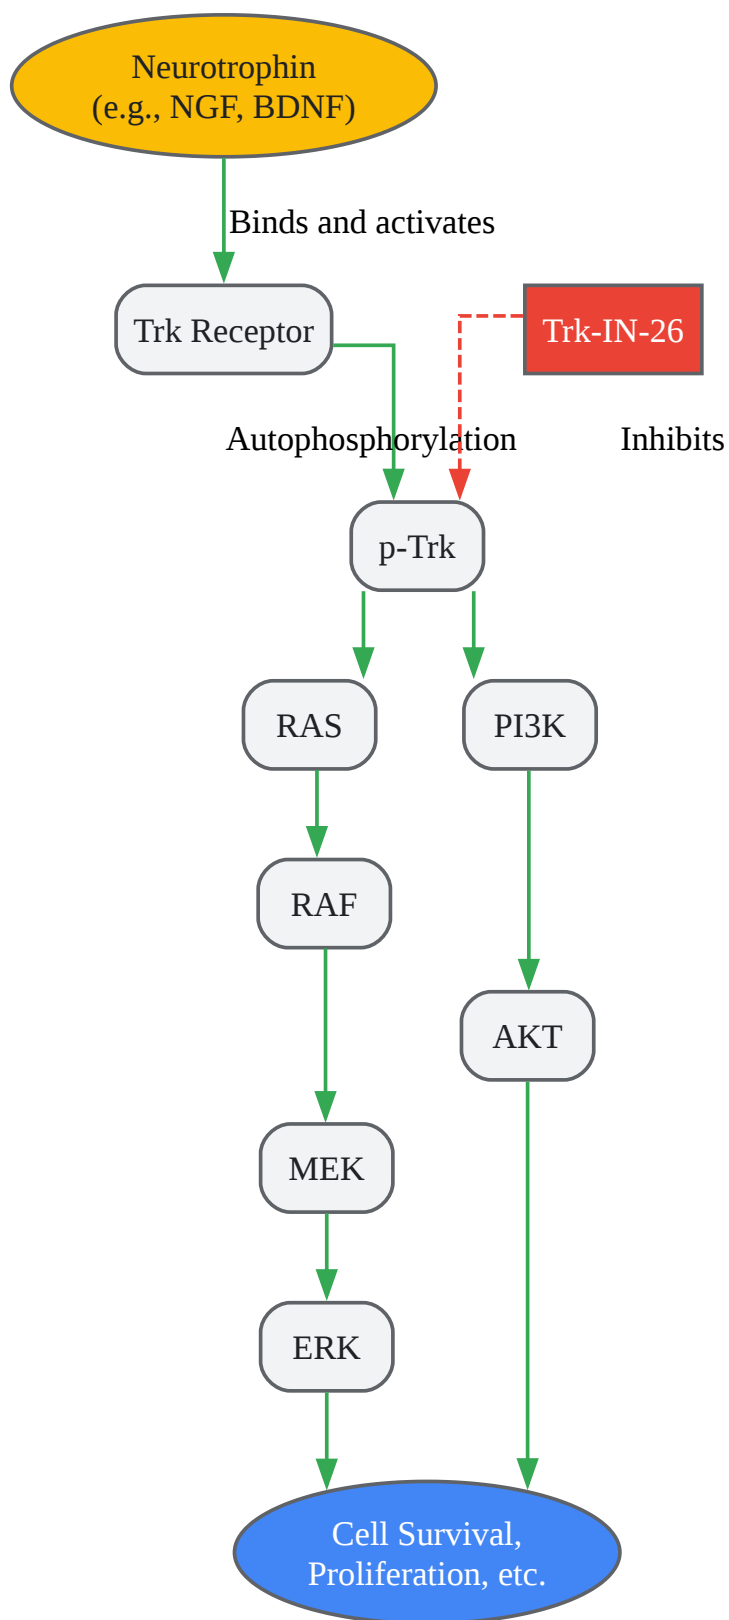 Neurotrophin
(e.g., NGF, BDNF)
Binds and activates
Trk Receptor
Trk-IN-26
Autophosphorylation
Inhibits
p-Trk
RAS
PI3K
RAF
AKT
MEK
ERK
Cell Survival,
Proliferation, etc.